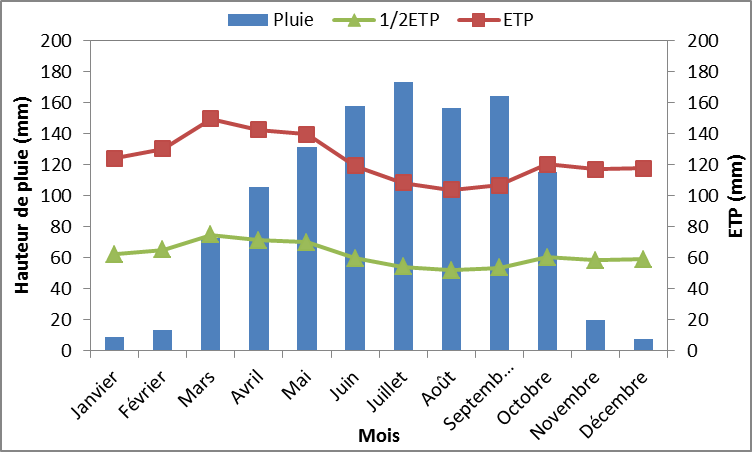 Pluie 1/2ETP ETP
200 200
180 180
160 160
140 140
120 120
100 100
80 80
60 60
40 40
20 20
0 0
Hauteur de pluie (mm)
ETP (mm)
Janvier Février Mars Avril Mai Juin Juillet Août Septemb... Octobre Novembre Décembre
Mois